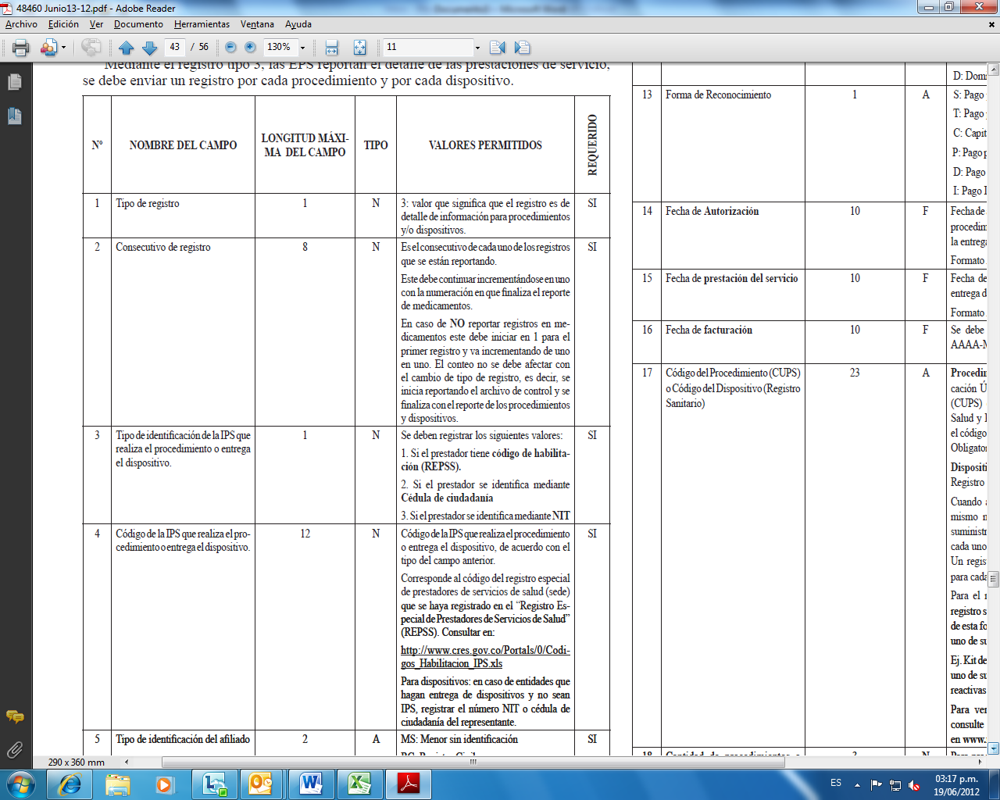 48460 Junio13-12.pdf - Adobe Reader
Archivo Edición Ver Documento Herramientas Ventana Ayuda
43 / 56 130% 11
Mediante el registro tipo 3, las EPS reportan el detalle de las prestaciones de servicio,
se debe enviar un registro por cada procedimiento y por cada dispositivo.
Nº NOMBRE DEL CAMPO LONGITUD MÁXI-
MA DEL CAMPO TIPO VALORES PERMITIDOS REQUERIDO
1 Tipo de registro 1 N 3: valor que significa que el registro es de SI
detalle de información para procedimientos
y/o dispositivos.
2 Consecutivo de registro 8 N Es el consecutivo de cada uno de los registros SI
que se están reportando.
Este debe continuar incrementándose en uno
con la numeración en que finaliza el reporte
de medicamentos.
En caso de NO reportar registros en me-
dicamentos este debe iniciar en 1 para el
primer registro y va incrementando de uno
en uno. El conteo no se debe afectar con
el cambio de tipo de registro, es decir, se
inicia reportando el archivo de control y se
finaliza con el reporte de los procedimientos
y dispositivos.
3 Tipo de identificación de la IPS que 1 N Se deben registrar los siguientes valores: SI
realiza el procedimiento o entrega
el dispositivo.
1. Si el prestador tiene código de habilita-
ción (REPSS).
2. Si el prestador se identifica mediante
Cédula de ciudadanía
3. Si el prestador se identifica mediante NIT
4 Código de la IPS que realiza el pro- 12 N Código de la IPS que realiza el procedimiento SI
cedimiento o entrega el dispositivo. o entrega el dispositivo, de acuerdo con el
tipo del campo anterior.
Corresponde al código del registro especial
de prestadores de servicios de salud (sede)
que se haya registrado en el “Registro Es-
pecial de Prestadores de Servicios de Salud”
(REPSS). Consultar en:
http://www.cres.gov.co/Portals/0/Codi-
gos_Habilitacion_IPS.xls
Para dispositivos: en caso de entidades que
hagan entrega de dispositivos y no sean
IPS, registrar el número NIT o cédula de
ciudadanía del representante.
5 Tipo de identificación del afiliado 2 A MS: Menor sin identificación SI
D: Dom
13 Forma de Reconocimiento 1 A S: Pago
T: Pago
C: Capit
P: Pago p
D: Pago
I: Pago I
14 Fecha de Autorización 10 F Fecha de
procedim
la entrega
Formato
15 Fecha de prestación del servicio 10 F Fecha de
entrega d
Formato
16 Fecha de facturación 10 F Se debe
AAAA-M
17 Código del Procedimiento (CUPS) 23 A Procedim
o Código del Dispositivo (Registro cación Ú
Sanitario) (CUPS)
Salud y
el código
Obligator
Dispositi
Registro
Cuando
mismo
suministr
cada uno
Un regis
para cada
Para el
registro s
de esta fo
uno de su
Ej. Kit de
uno de su
reactivas
Para ver
consulte
en www.
18 Cantidad de procedimientos 3 N
290 x 360 mm
ES 03:17 p.m.
19/06/2012